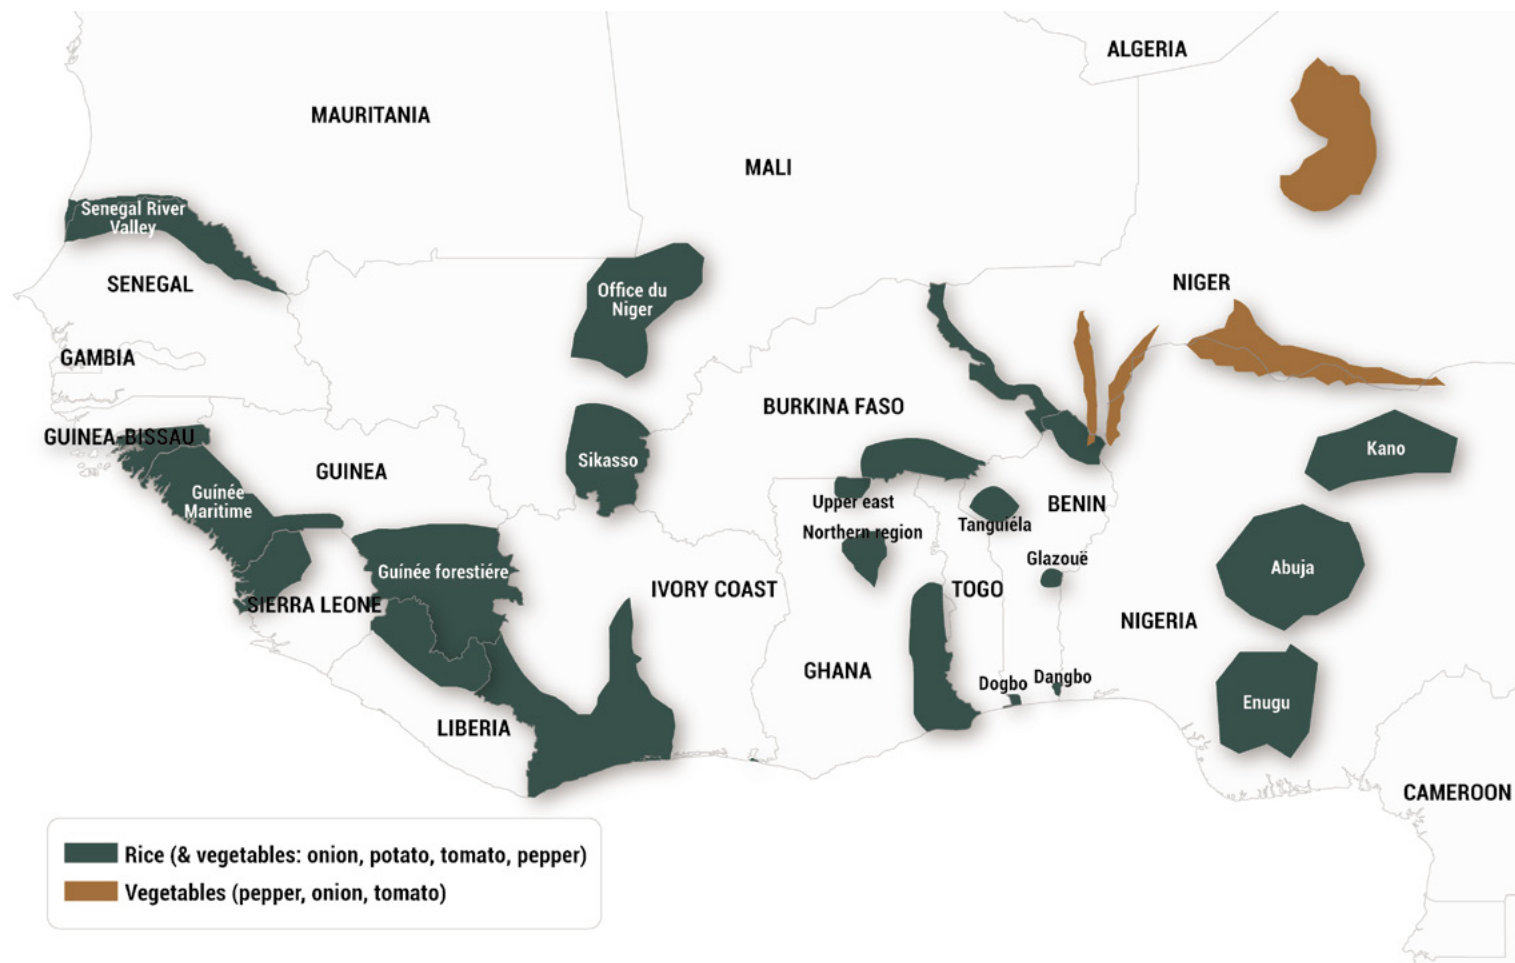 ALGERIA
MAURITANIA
MALI
Senegal River
Valley
SENEGAL
Office du
Niger
NIGER
GAMBIA
BURKINA FASO
GUINEA-BISSAU
GUINEA
Sikasso
Kano
Guínée
Maritime
Upper east
BENIN
Tanguiéla
Northern region
Glazouë
Guínée forestiére
Abuja
SIERRA LEONE
IVORY COAST
TOGO
NIGERIA
GHANA
Dogbo
Dangbo
Enugu
LIBERIA
CAMEROON
Rice (& vegetables: onion, potato, tomato, pepper)
Vegetables (pepper, onion, tomato)